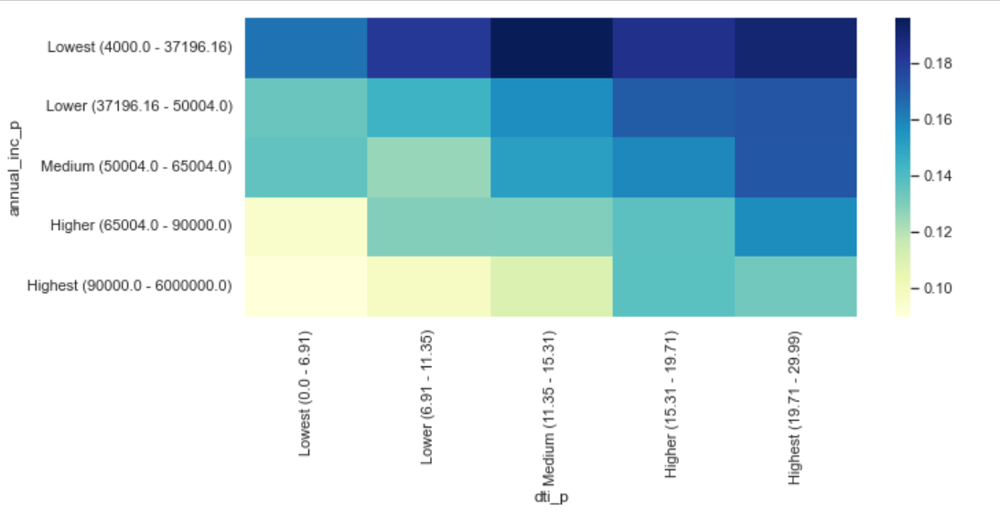 annual_inc_p
Lowest (4000.0 - 37196.16)
Lower (37196.16 - 50004.0)
Medium (50004.0 - 65004.0)
Higher (65004.0 - 90000.0)
Highest (90000.0 - 6000000.0)
Lowest (0.0 - 6.91)
Lower (6.91 - 11.35)
Medium (11.35 - 15.31)
Higher (15.31 - 19.71)
Highest (19.71 - 29.99)
dti_p
0.18
0.16
0.14
0.12
0.10